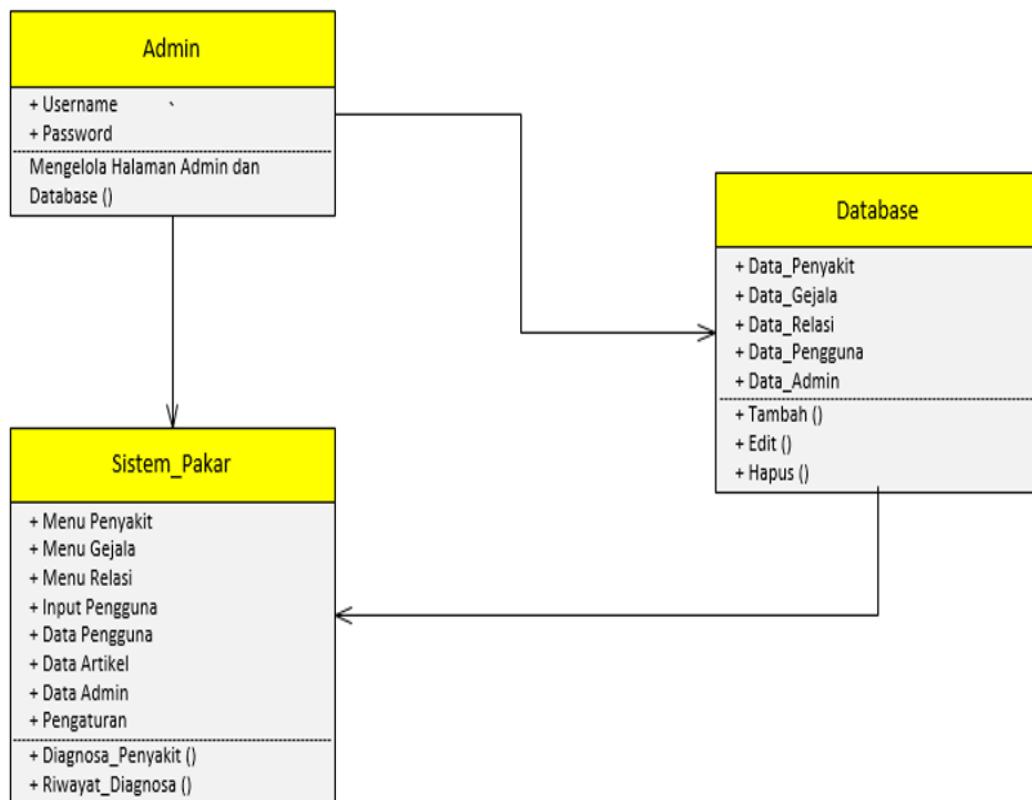 Admin
+ Username `
+ Password
Mengelola Halaman Admin dan
Database ()
Database
+ Data_Penyakit
+ Data_Gejala
+ Data_Relasi
+ Data_Pengguna
+ Data_Admin
+ Tambah ()
+ Edit ()
+ Hapus ()
Sistem_Pakar
+ Menu Penyakit
+ Menu Gejala
+ Menu Relasi
+ Input Pengguna
+ Data Pengguna
+ Data Artikel
+ Data Admin
+ Pengaturan
+ Diagnosa_Penyakit ()
+ Riwayat_Diagnosa ()